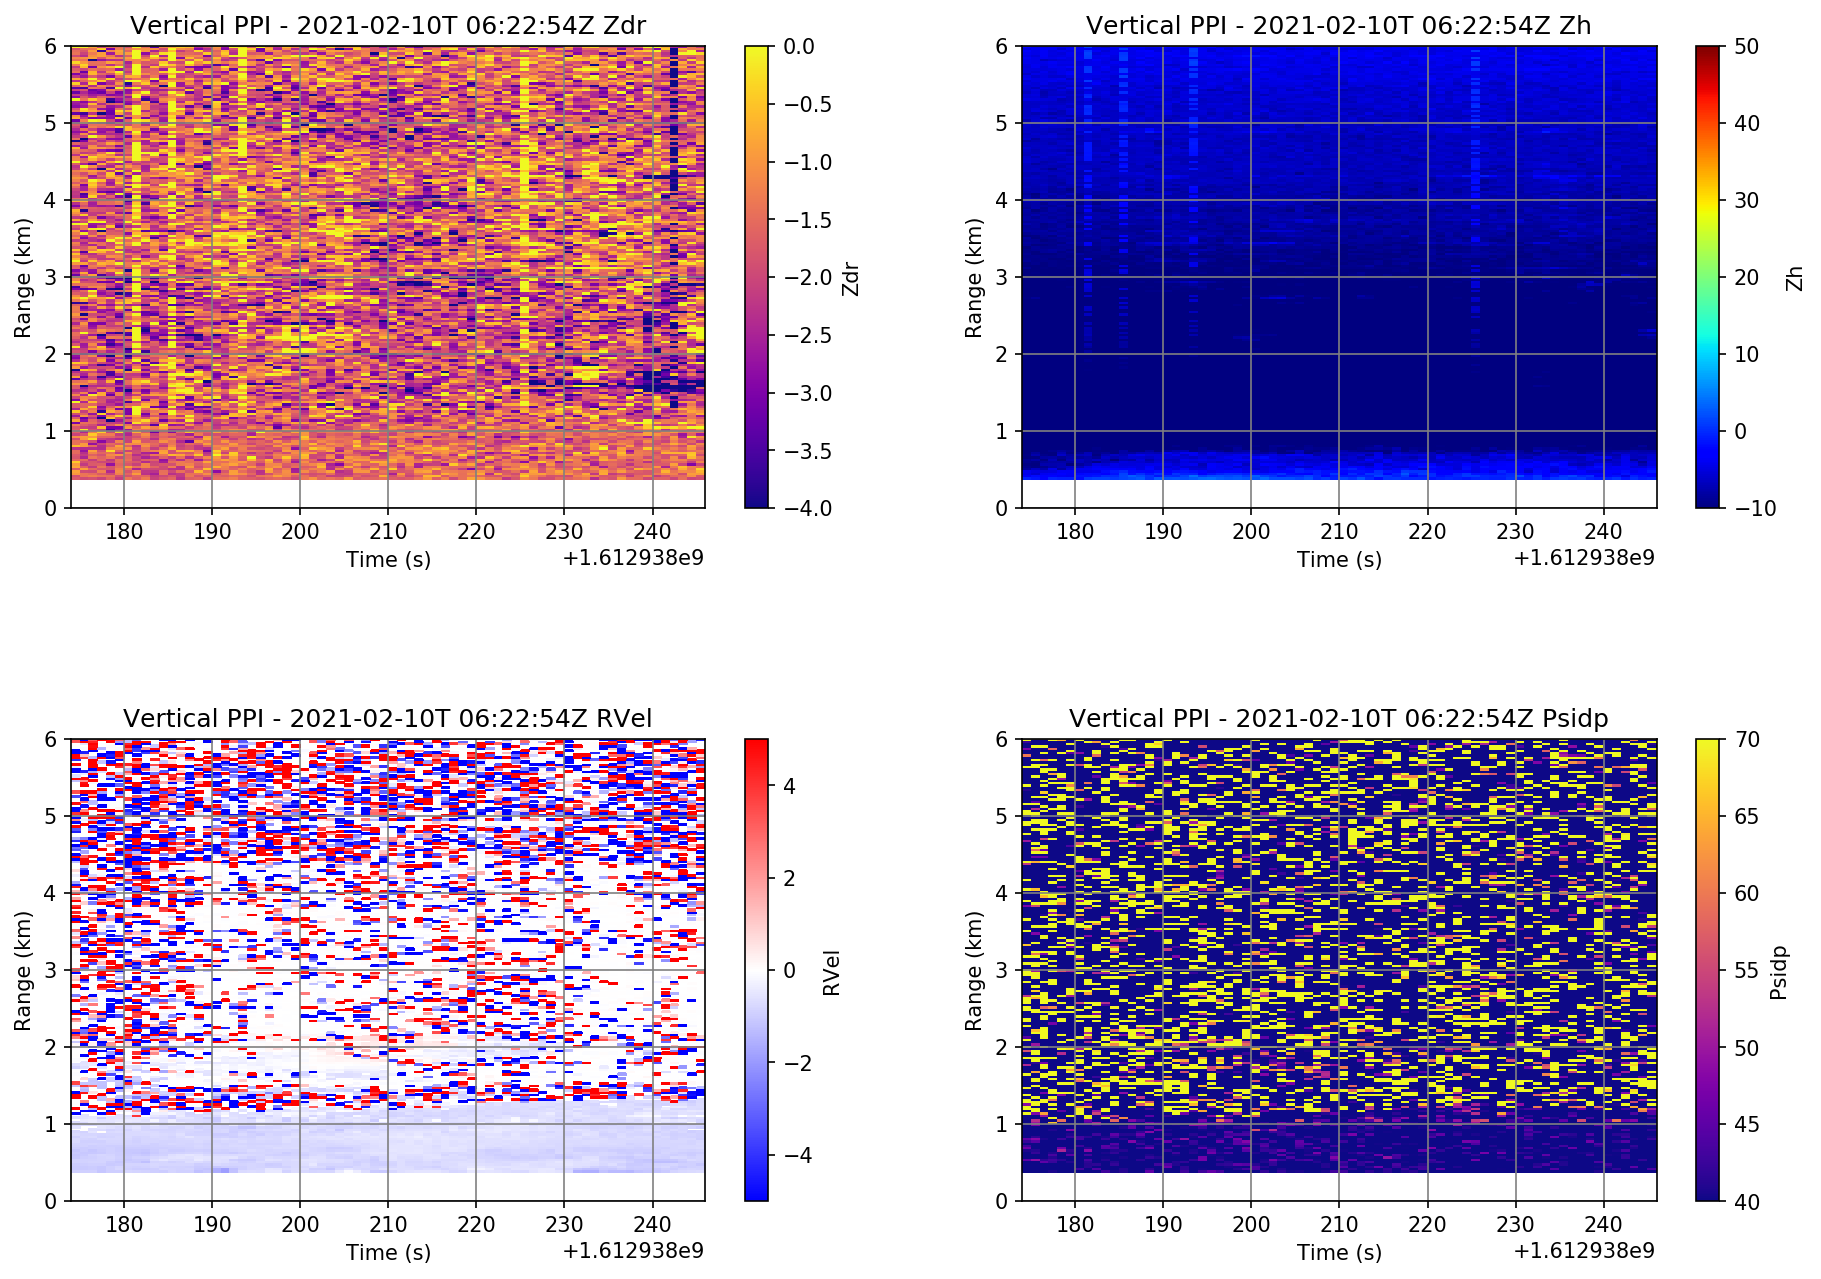 Vertical PPI - 2021-02-10T 06:22:54Z Zdr
6
5
4
3
2
1
0
Range (km)
180 190 200 210 220 230 240
Time (s)
+1.612938e9
0.0
−0.5
−1.0
−1.5
−2.0
−2.5
−3.0
−3.5
−4.0
Zdr
Vertical PPI - 2021-02-10T 06:22:54Z Zh
6
5
4
3
2
1
0
Range (km)
180 190 200 210 220 230 240
Time (s)
+1.612938e9
50
40
30
20
10
0
−10
Zh
Vertical PPI - 2021-02-10T 06:22:54Z RVel
6
5
4
3
2
1
0
Range (km)
180 190 200 210 220 230 240
Time (s)
+1.612938e9
4
2
0
−2
−4
RVel
Vertical PPI - 2021-02-10T 06:22:54Z Psidp
6
5
4
3
2
1
0
Range (km)
180 190 200 210 220 230 240
Time (s)
+1.612938e9
70
65
60
55
50
45
40
Psidp